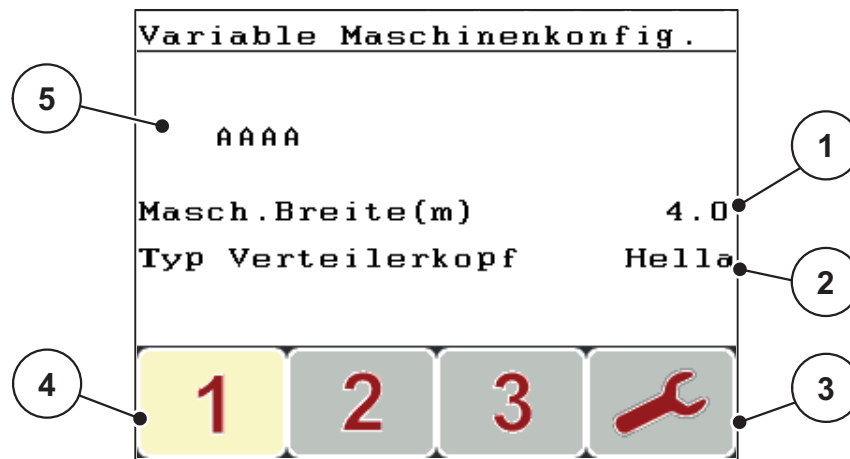 Variable Maschinenkonfig.
5
AAAA
1
Masch.Breite(m) 4.0
Typ Verteilerkopf Hella
2
4
1 2 3
3